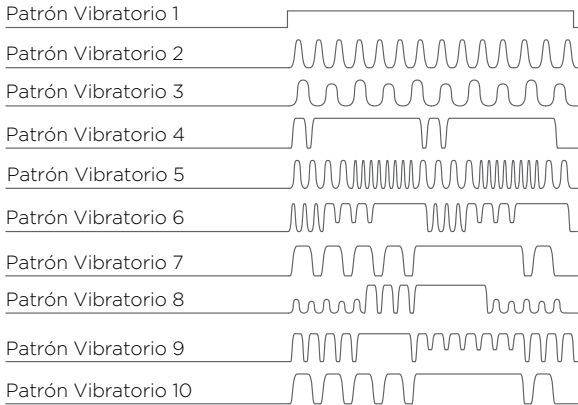 Patrón Vibratorio 1
Patrón Vibratorio 2
Patrón Vibratorio 3
Patrón Vibratorio 4
Patrón Vibratorio 5
Patrón Vibratorio 6
Patrón Vibratorio 7
Patrón Vibratorio 8
Patrón Vibratorio 9
Patrón Vibratorio 10